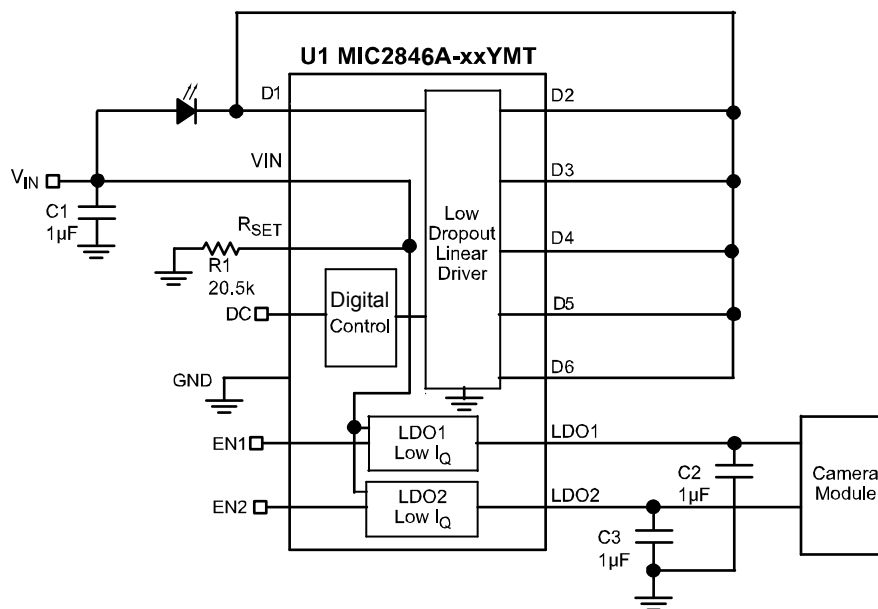 U1 MIC2846A-xxYMT
D1
D2
VIN
D3
VIN
C1
1µF
RSET
Low
Dropout
Linear
Driver
D4
R1
20.5k
Digital
Control
DC
D5
GND
D6
EN1
LDO1
Low IQ
LDO1
C2
1µF
Camera
Module
EN2
LDO2
Low IQ
LDO2
C3
1µF